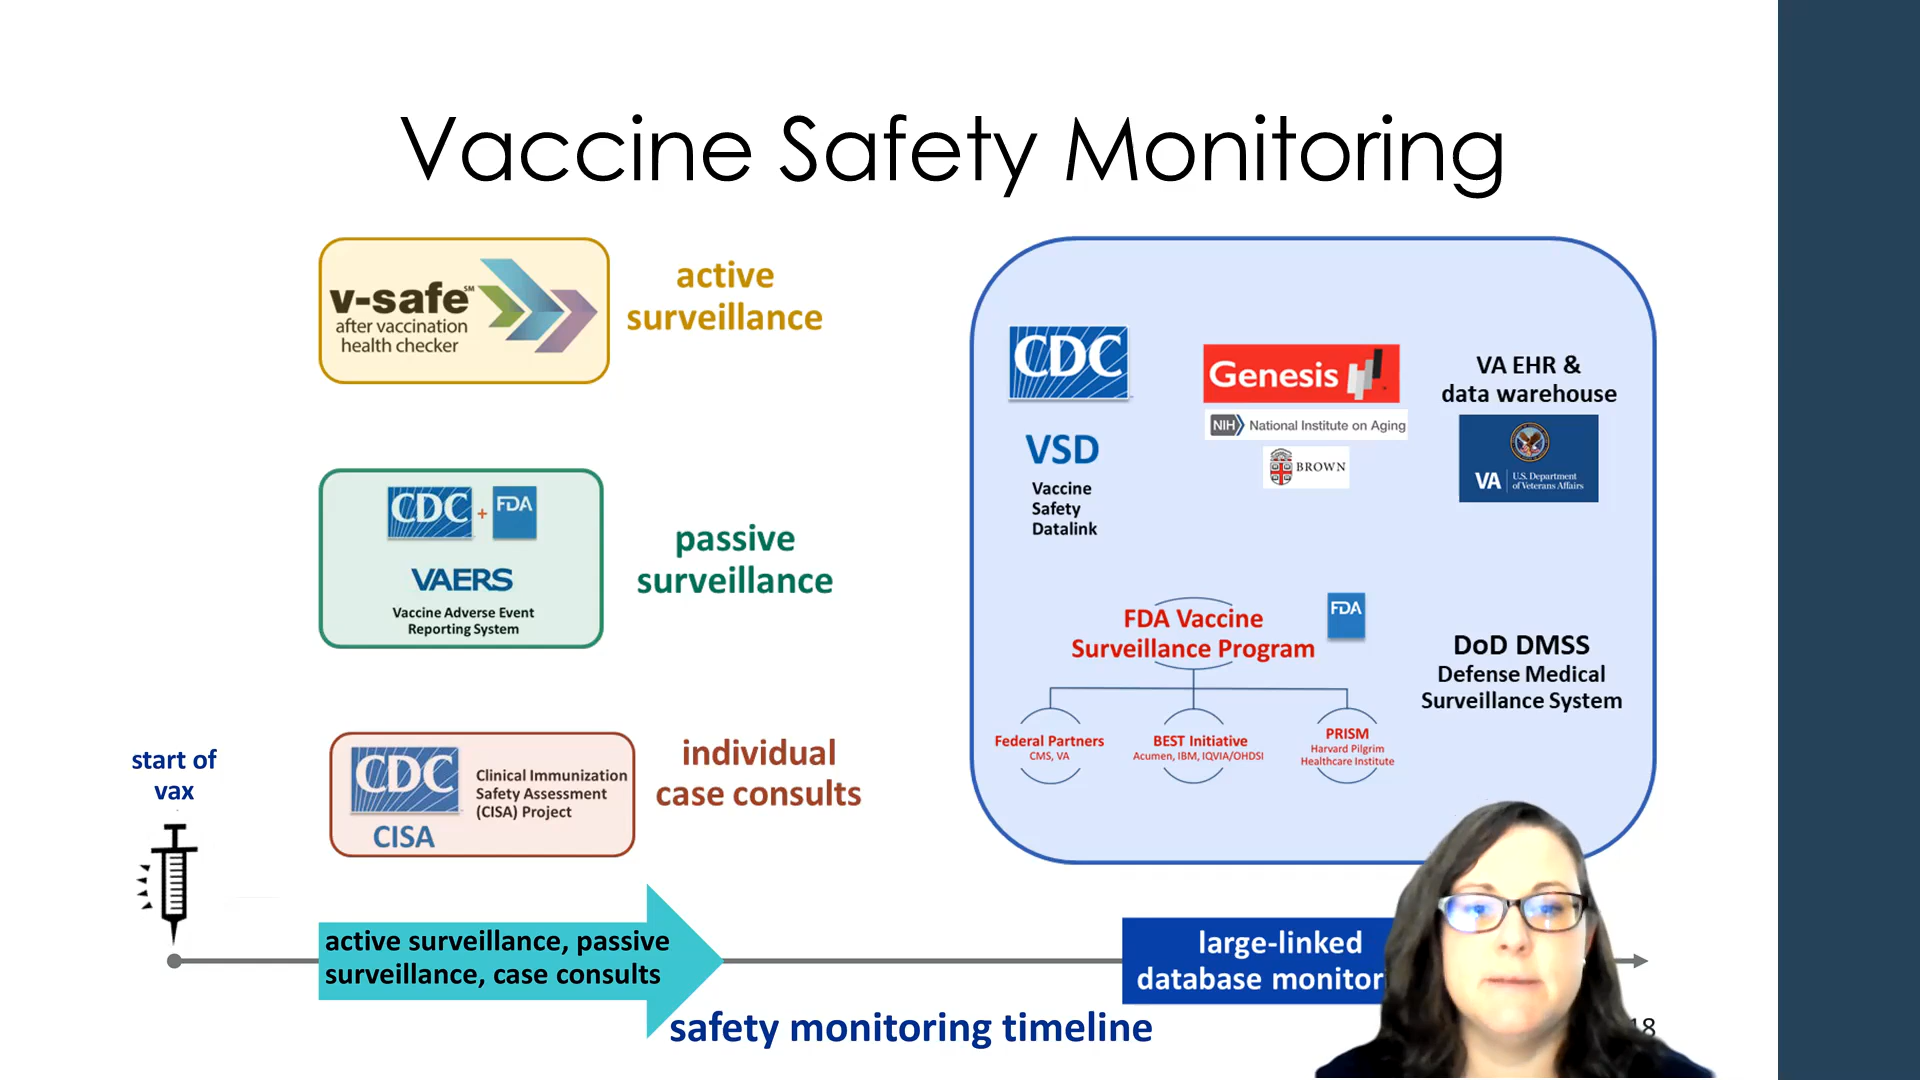 Vaccine Safety Monitoring
v-safe℠
after vaccination
health checker
active
surveillance
CDC + FDA
VAERS
Vaccine Adverse Event
Reporting System
passive
surveillance
CDC
CISA
Clinical Immunization
Safety Assessment
(CISA) Project
individual
case consults
CDC
VSD
Vaccine
Safety
Datalink
Genesis
NIH National Institute on Aging
BROWN
VA EHR &
data warehouse
VA U.S. Department
of Veterans Affairs
FDA Vaccine
Surveillance Program
FDA
Federal Partners
CMS, VA
BEST Initiative
Acumen, IBM, IQVIA/OHDSI
PRISM
Harvard Pilgrim
Healthcare Institute
DoD DMSS
Defense Medical
Surveillance System
start of
vax
active surveillance, passive
surveillance, case consults
large-linked
database monitor
safety monitoring timeline
18